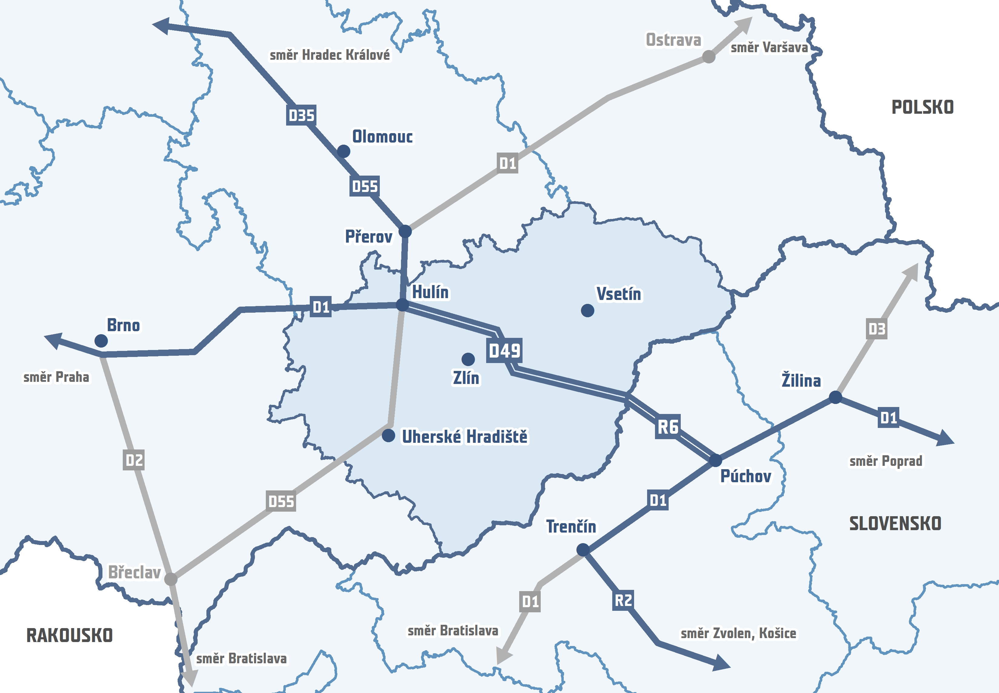 Ostrava
směr Varšava
směr Hradec Králové
POLSKO
D35
Olomouc
D1
D55
Přerov
Hulín
Vsetín
D1
Brno
D3
D49
směr Praha
Zlín
Žilina
D1
R6
Uherské Hradiště
D2
směr Poprad
Púchov
D55
D1
Trenčín
SLOVENSKO
Břeclav
D1
R2
směr Bratislava
směr Zvolen, Košice
RAKOUSKO
směr Bratislava